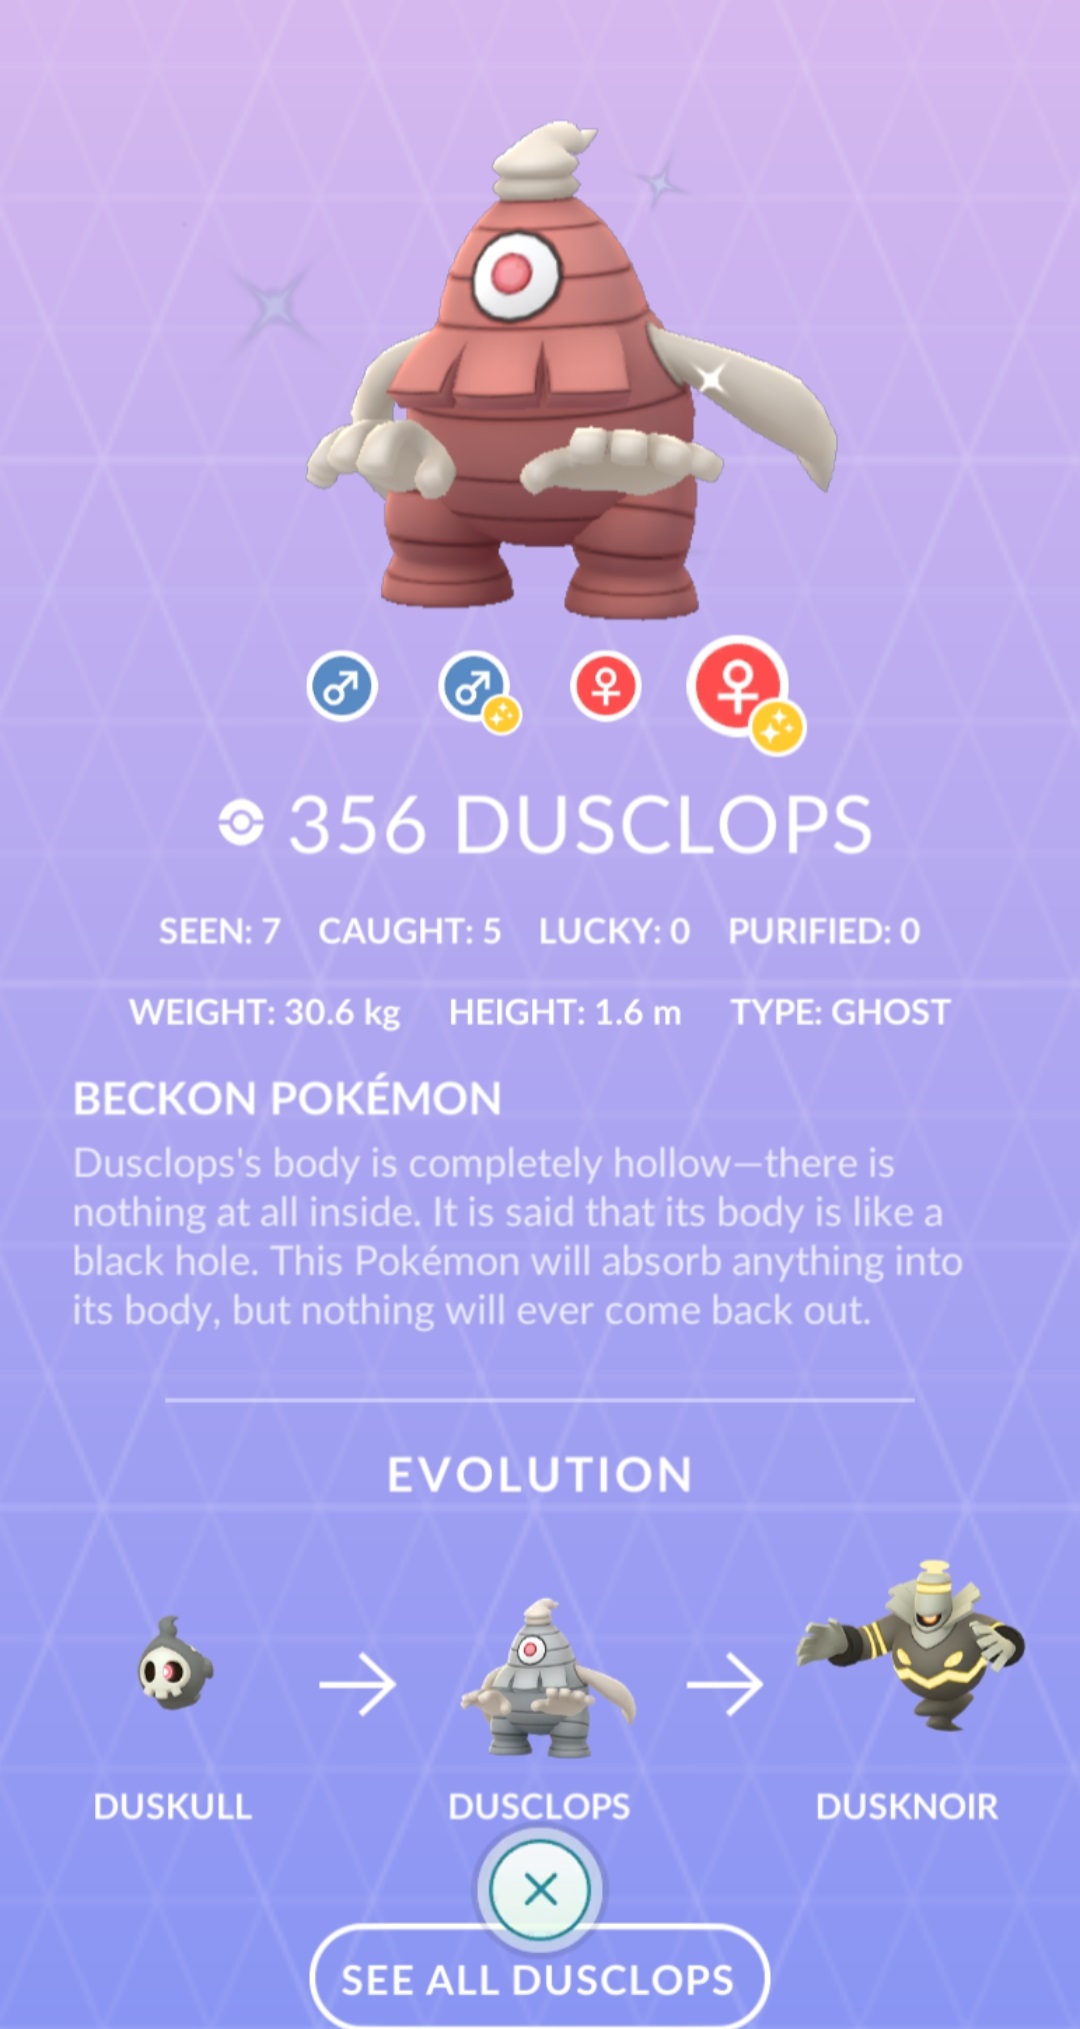 356 DUSCLOPS
SEEN: 7 CAUGHT: 5 LUCKY: 0 PURIFIED: 0
WEIGHT: 30.6 kg HEIGHT: 1.6 m TYPE: GHOST
BECKON POKÉMON
Dusclops's body is completely hollow—there is
nothing at all inside. It is said that its body is like a
black hole. This Pokémon will absorb anything into
its body, but nothing will ever come back out.
EVOLUTION
DUSKULL DUSCLOPS DUSKNOIR
SEE ALL DUSCLOPS